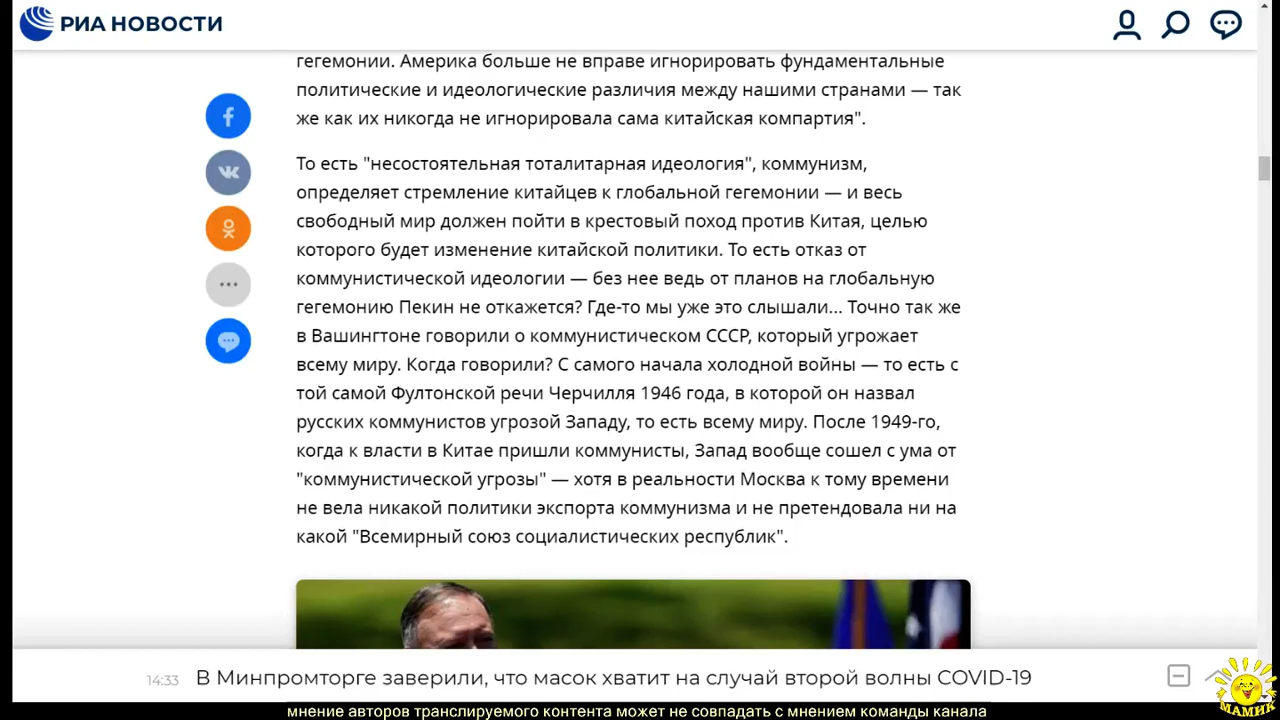 РИА НОВОСТИ
гегемонии. Америка больше не вправе игнорировать фундаментальные
политические и идеологические различия между нашими странами — так
же как их никогда не игнорировала сама китайская компартия".
То есть "несостоятельная тоталитарная идеология", коммунизм,
определяет стремление китайцев к глобальной гегемонии — и весь
свободный мир должен пойти в крестовый поход против Китая, целью
которого будет изменение китайской политики. То есть отказ от
коммунистической идеологии — без нее ведь от планов на глобальную
гегемонию Пекин не откажется? Где-то мы уже это слышали... Точно так же
в Вашингтоне говорили о коммунистическом СССР, который угрожает
всему миру. Когда говорили? С самого начала холодной войны — то есть с
той самой Фултонской речи Черчилля 1946 года, в которой он назвал
русских коммунистов угрозой Западу, то есть всему миру. После 1949-го,
когда к власти в Китае пришли коммунисты, Запад вообще сошел с ума от
"коммунистической угрозы" — хотя в реальности Москва к тому времени
не вела никакой политики экспорта коммунизма и не претендовала ни на
какой "Всемирный союз социалистических республик".
14:33 В Минпромторге заверили, что масок хватит на случай второй волны COVID-19
МАМИК
мнение авторов транслируемого контента может не совпадать с мнением команды канала